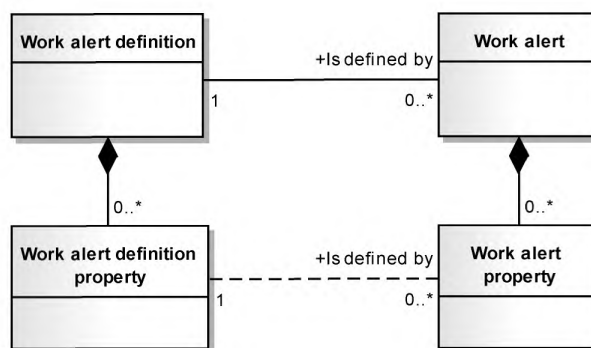 Work alert definition
Work alert
+Is defined by
1
0..*
0..*
0..*
Work alert definition
property
Work alert
property
+Is defined by
1
0..*